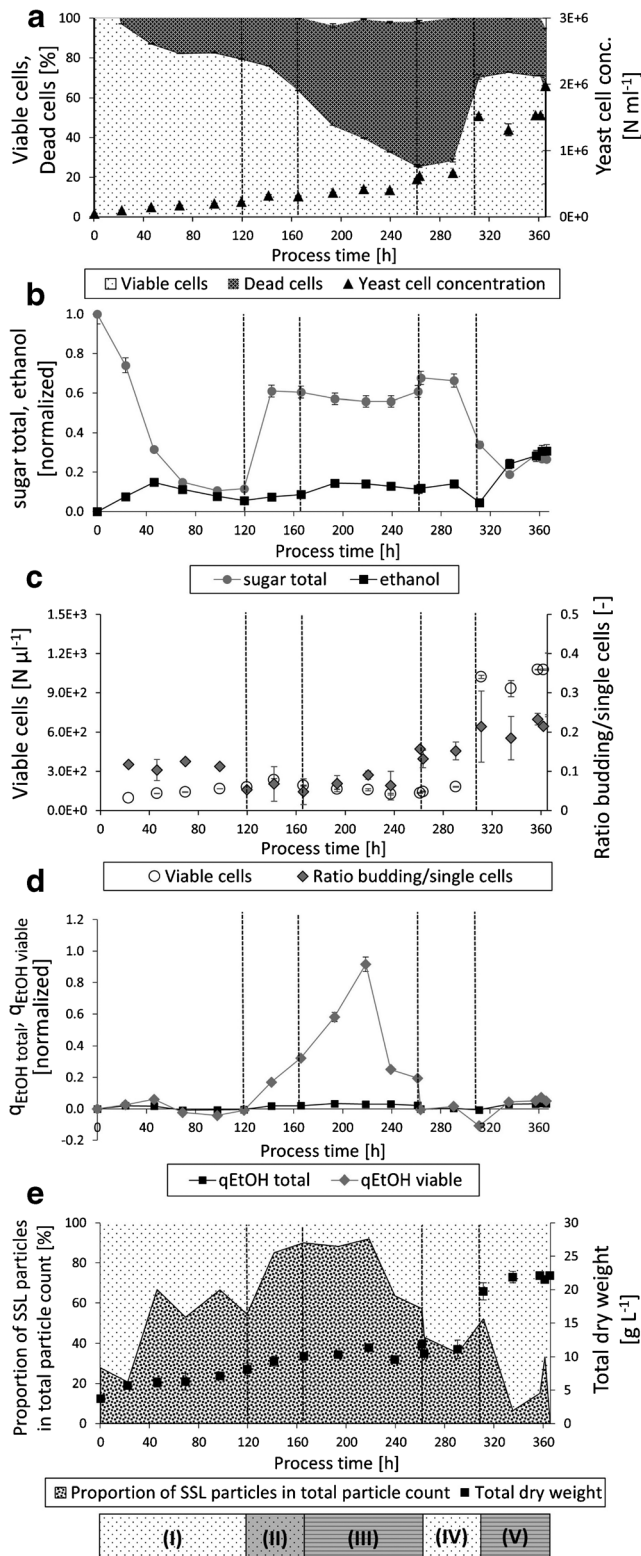 a
Viable cells,
Dead cells [%]
100
80
60
40
20
0
3E+6
2E+6
1E+6
0E+0
Yeast cell conc.
[N ml-1]
0 40 80 120 160 200 240 280 320 360
Process time [h]
Viable cells Dead cells Yeast cell concentration
b
sugar total, ethanol
[normalized]
1.0
0.8
0.6
0.4
0.2
0.0
0 40 80 120 160 200 240 280 320 360
Process time [h]
sugar total ethanol
c
Viable cells [N µl-1]
1.5E+3
1.2E+3
9.0E+2
6.0E+2
3.0E+2
0.0E+0
0.5
0.4
0.3
0.2
0.1
0
Ratio budding/single cells [-]
0 40 80 120 160 200 240 280 320 360
Process time [h]
Viable cells Ratio budding/single cells
d
qEtOH total, qEtOH viable
[normalized]
1.2
1.0
0.8
0.6
0.4
0.2
0.0
-0.2
0 40 80 120 160 200 240 280 320 360
Process time [h]
qEtOH total qEtOH viable
e
Proportion of SSL particles
in total particle count [%]
100
80
60
40
20
0
30
25
20
15
10
5
0
Total dry weight
[g L-1]
0 40 80 120 160 200 240 280 320 360
Process time [h]
Proportion of SSL particles in total particle count Total dry weight
(I) (II) (III) (IV) (V)